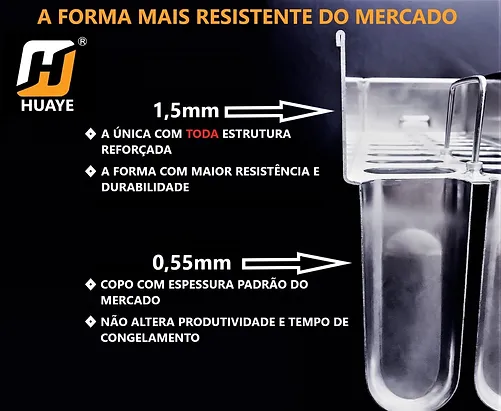 A FORMA MAIS RESISTENTE DO MERCADO
®
HUAYE
1,5mm
❖ A ÚNICA COM TODA ESTRUTURA
REFORÇADA
❖ A FORMA COM MAIOR RESISTÊNCIA E
DURABILIDADE
0,55mm
❖ COPO COM ESPESSURA PADRÃO DO
MERCADO
❖ NÃO ALTERA PRODUTIVIDADE E TEMPO DE
CONGELAMENTO